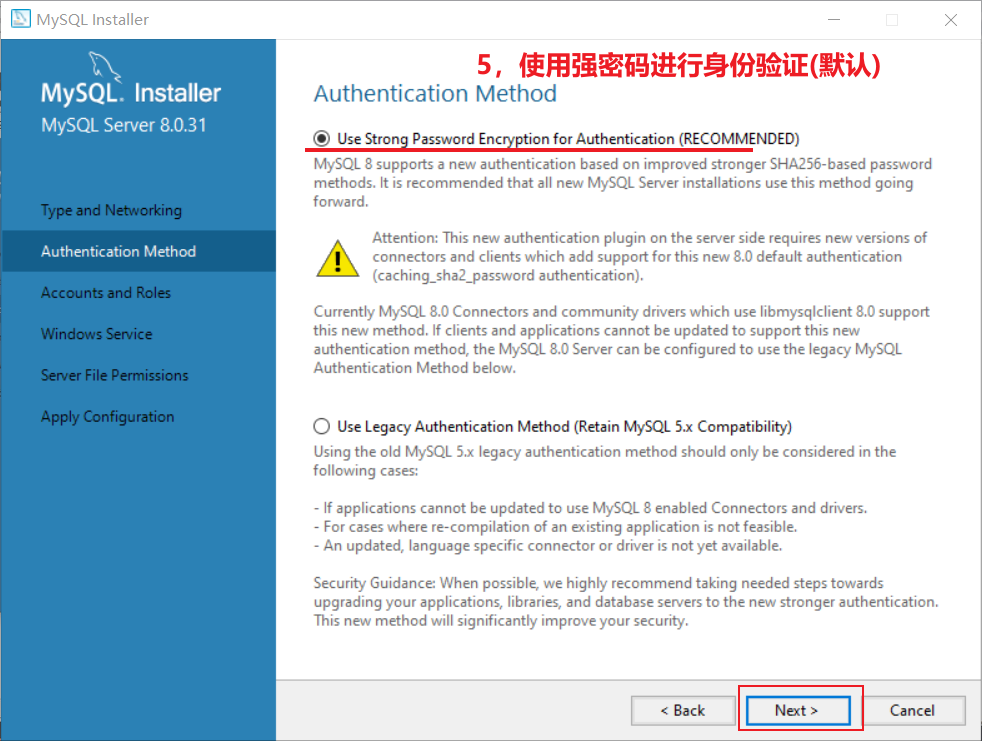 MySQL Installer
MySQL. Installer
MySQL Server 8.0.31
Type and Networking
Authentication Method
Accounts and Roles
Windows Service
Server File Permissions
Apply Configuration
5，使用强密码进行身份验证(默认)
Authentication Method
Use Strong Password Encryption for Authentication (RECOMMENDED)
MySQL 8 supports a new authentication based on improved stronger SHA256-based password
methods. It is recommended that all new MySQL Server installations use this method going
forward.
Attention: This new authentication plugin on the server side requires new versions of
connectors and clients which add support for this new 8.0 default authentication
(caching_sha2_password authentication).
Currently MySQL 8.0 Connectors and community drivers which use libmysqlclient 8.0 support
this new method. If clients and applications cannot be updated to support this new
authentication method, the MySQL 8.0 Server can be configured to use the legacy MySQL
Authentication Method below.
Use Legacy Authentication Method (Retain MySQL 5.x Compatibility)
Using the old MySQL 5.x legacy authentication method should only be considered in the
following cases:
- If applications cannot be updated to use MySQL 8 enabled Connectors and drivers.
- For cases where re-compilation of an existing application is not feasible.
- An updated, language specific connector or driver is not yet available.
Security Guidance: When possible, we highly recommend taking needed steps towards
upgrading your applications, libraries, and database servers to the new stronger authentication.
This new method will significantly improve your security.
< Back
Next >
Cancel